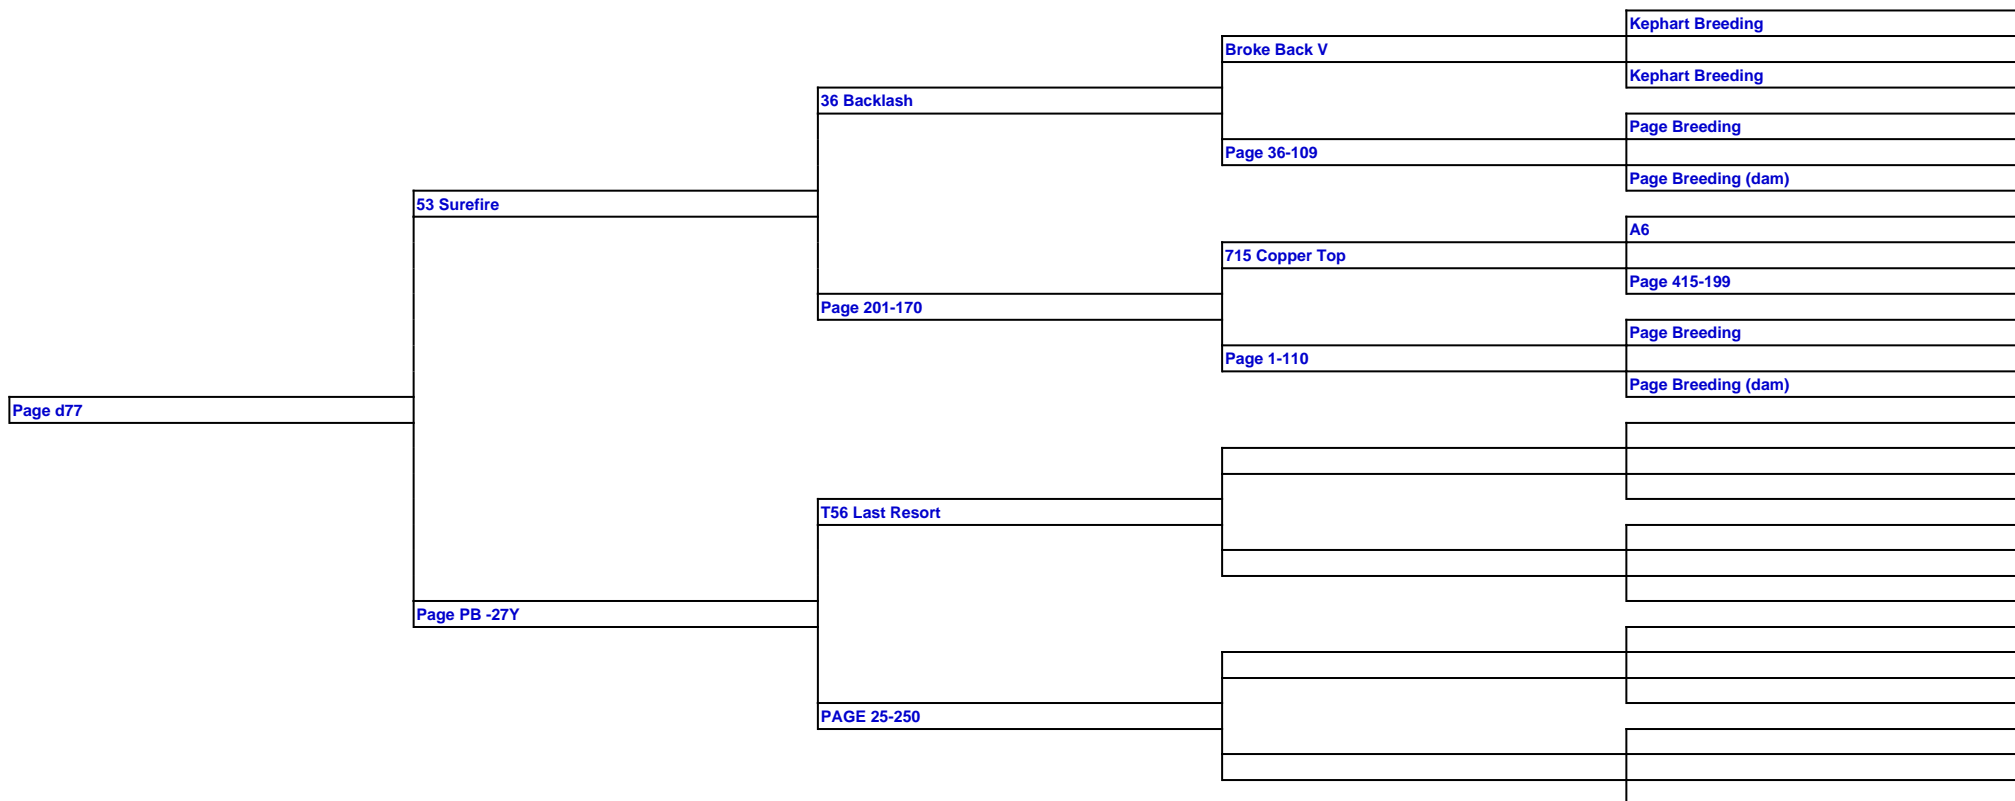 Kephart Breeding
Broke Back V
Kephart Breeding
36 Backlash
Page Breeding
Page 36-109
Page Breeding (dam)
53 Surefire
A6
715 Copper Top
Page 415-199
Page 201-170
Page Breeding
Page 1-110
Page Breeding (dam)
Page d77
T56 Last Resort
Page PB -27Y
PAGE 25-250